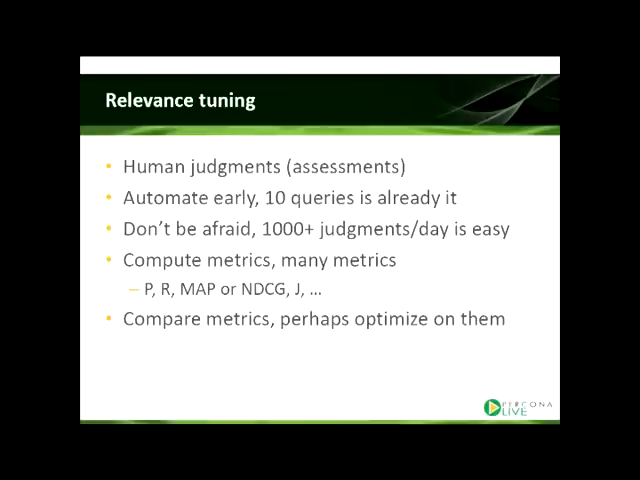 Relevance tuning
• Human judgments (assessments)
• Automate early, 10 queries is already it
• Don't be afraid, 1000+ judgments/day is easy
• Compute metrics, many metrics
– P, R, MAP or NDCG, J, ...
• Compare metrics, perhaps optimize on them
PERCONA
LIVE